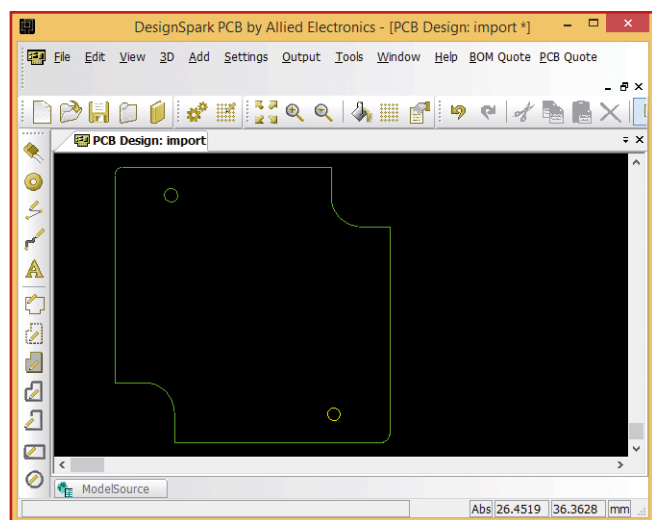 DesignSpark PCB by Allied Electronics - [PCB Design: import *]
File Edit View 3D Add Settings Output Tools Window Help BOM Quote PCB Quote
PCB Design: import
A
ModelSource
Abs 26.4519 36.3628 mm